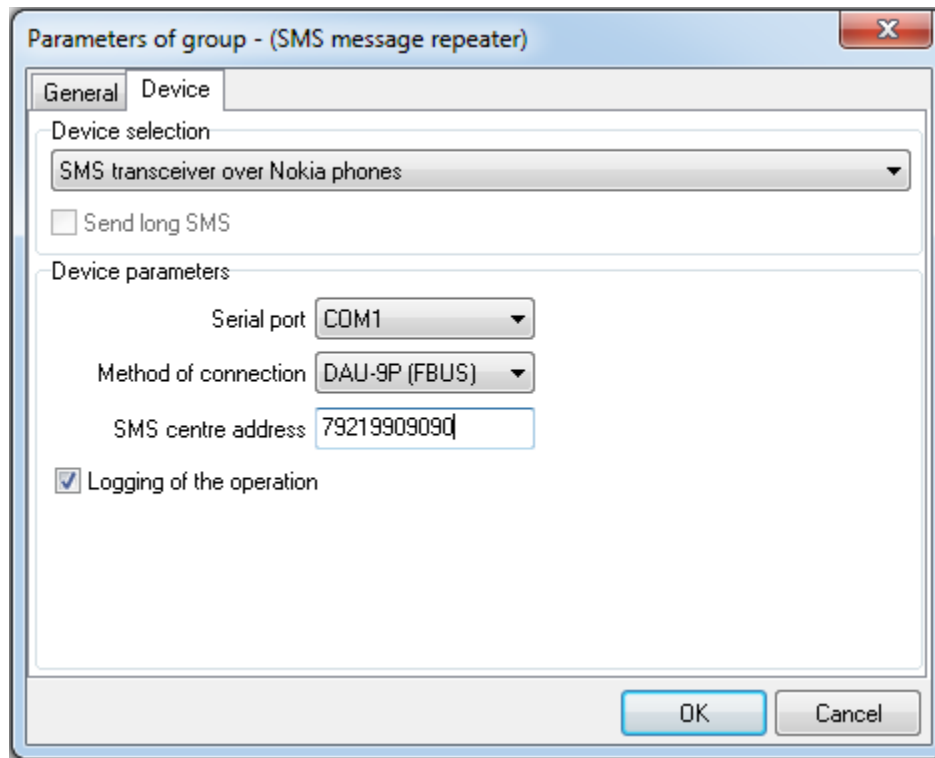 Parameters of group - (SMS message repeater)
General Device
Device selection
SMS transceiver over Nokia phones
Send long SMS
Device parameters
Serial port COM1
Method of connection DAU-9P (FBUS)
SMS centre address 79219909090
Logging of the operation
OK Cancel